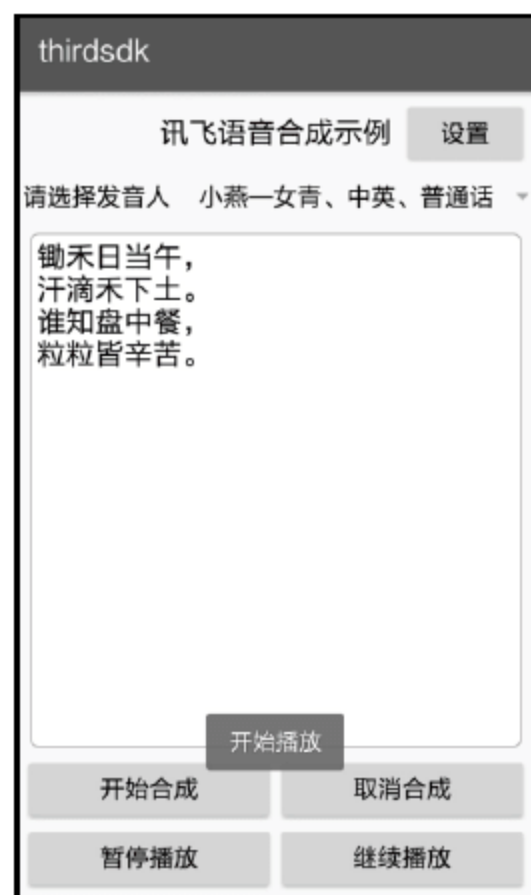 thirdsdk
讯飞语音合成示例 设置
请选择发音人 小燕—女青、中英、普通话
锄禾日当午，
汗滴禾下土。
谁知盘中餐，
粒粒皆辛苦。
开始播放
开始合成 取消合成
暂停播放 继续播放